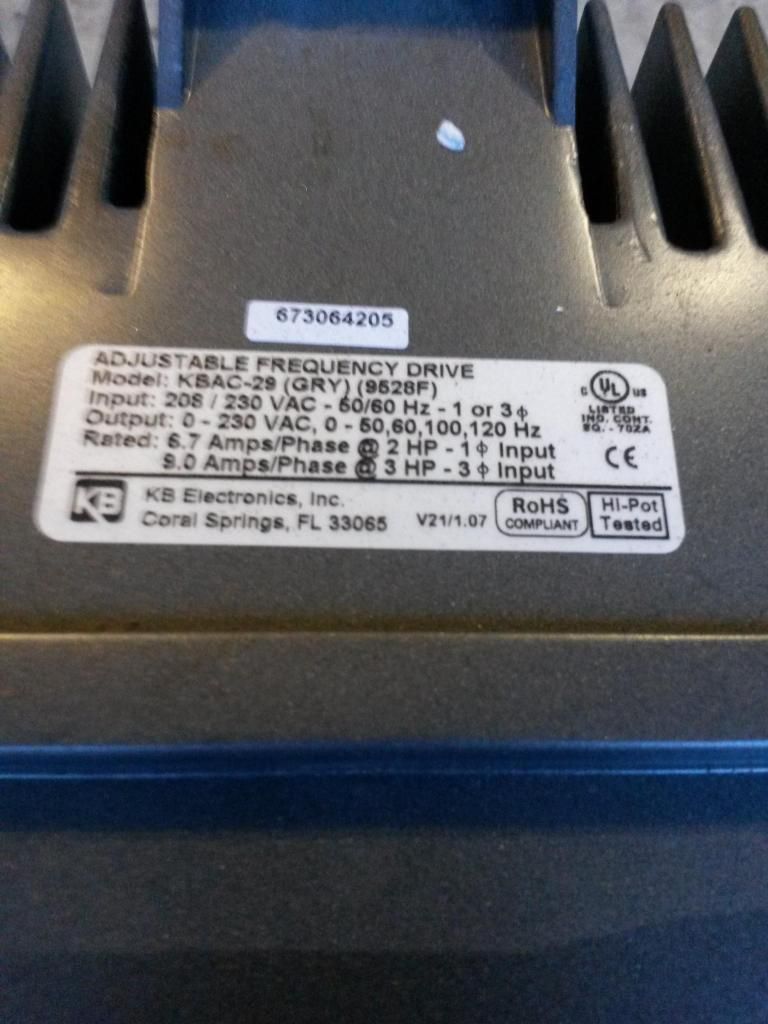 673064205
ADJUSTABLE FREQUENCY DRIVE
Model: KBAC-29 (GRY) (9528F)
Input: 208 / 230 VAC - 50/60 Hz - 1 or 3 ϕ
Output: 0 - 230 VAC, 0 - 50,60,100,120 Hz
Rated: 6.7 Amps/Phase @ 2 HP - 1 ϕ Input
9.0 Amps/Phase @ 3 HP - 3 ϕ Input
C UL US
LISTED
IND. CONT.
EQ. - 702A
CE
KB
KB Electronics, Inc.
Coral Springs, FL 33065
V21/1.07
RoHS
COMPLIANT
Hi-Pot
Tested